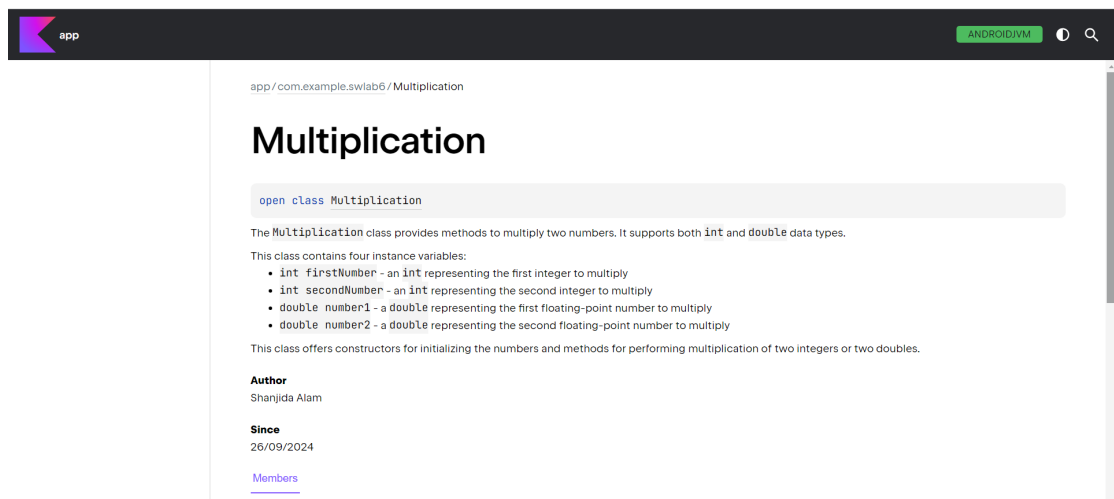 app
ANDROIDJVM
app/com.example.swlab6/Multiplication
Multiplication
open class Multiplication
The Multiplication class provides methods to multiply two numbers. It supports both int and double data types.
This class contains four instance variables:
• int firstNumber - an int representing the first integer to multiply
• int secondNumber - an int representing the second integer to multiply
• double number1 - a double representing the first floating-point number to multiply
• double number2 - a double representing the second floating-point number to multiply
This class offers constructors for initializing the numbers and methods for performing multiplication of two integers or two doubles.
Author
Shanjida Alam
Since
26/09/2024
Members